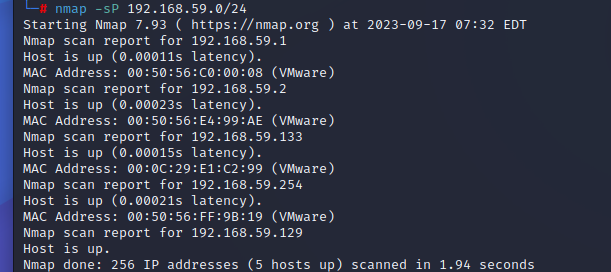 └─# nmap -sP 192.168.59.0/24
Starting Nmap 7.93 ( https://nmap.org ) at 2023-09-17 07:32 EDT
Nmap scan report for 192.168.59.1
Host is up (0.00011s latency).
MAC Address: 00:50:56:C0:00:08 (VMware)
Nmap scan report for 192.168.59.2
Host is up (0.00023s latency).
MAC Address: 00:50:56:E4:99:AE (VMware)
Nmap scan report for 192.168.59.133
Host is up (0.00015s latency).
MAC Address: 00:0C:29:E1:C2:99 (VMware)
Nmap scan report for 192.168.59.254
Host is up (0.00021s latency).
MAC Address: 00:50:56:FF:9B:19 (VMware)
Nmap scan report for 192.168.59.129
Host is up.
Nmap done: 256 IP addresses (5 hosts up) scanned in 1.94 seconds